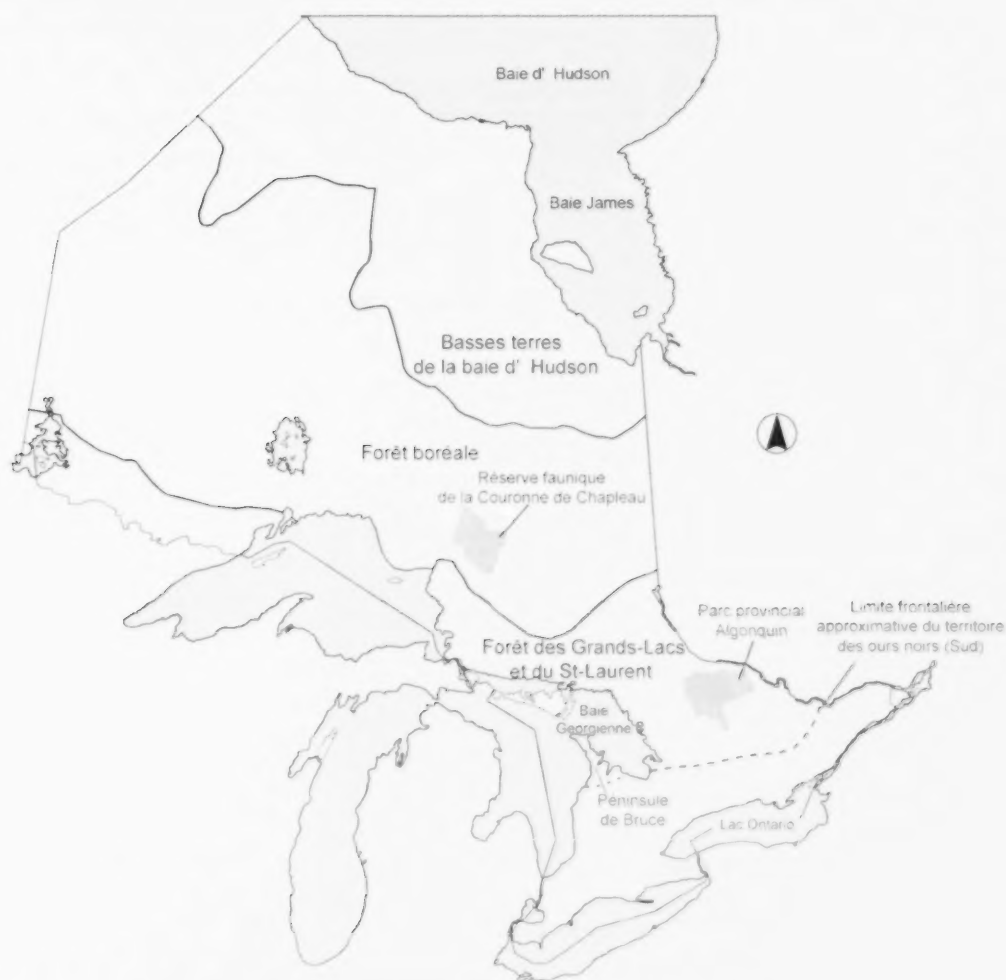 Baie d' Hudson
Baie James
Basses terres
de la baie d' Hudson
Forêt boréale
Réserve faunique
de la Couronne de Chapleau
Parc provincial
Algonquin
Limite frontalière
approximative du territoire
des ours noirs (Sud)
Forêt des Grands-Lacs
et du St-Laurent
Baie
Georgienne
Péninsule
de Bruce
Lac Ontario